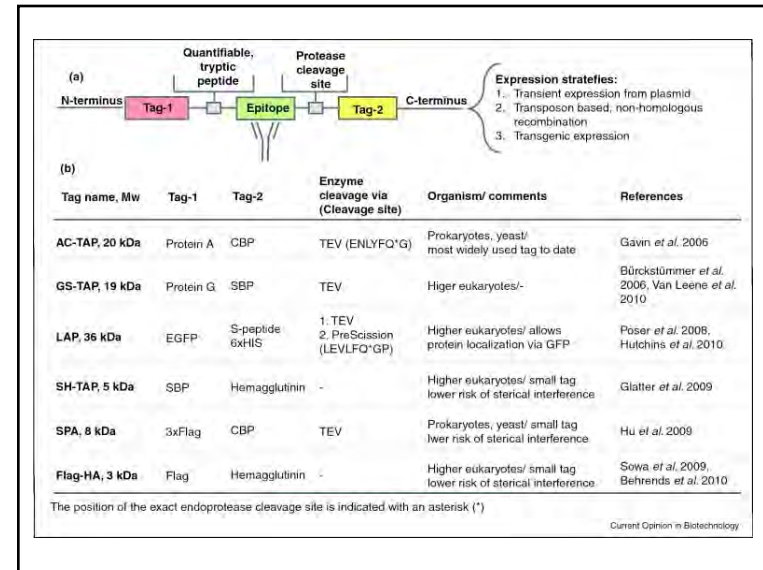 (a)
Quantifiable,
tryptic
peptide
Protease
cleavage
site
N-terminus
Tag-1
Epitope
Tag-2
C-terminus
Expression stratefies:
1. Transient expression from plasmid
2. Transposon based, non-homologous
recombination
3. Transgenic expression
(b)
Tag name, Mw Tag-1 Tag-2 Enzyme cleavage via (Cleavage site) Organism/ comments References
AC-TAP, 20 kDa Protein A CBP TEV (ENLYFQ*G) Prokaryotes, yeast/ most widely used tag to date Gavin et al. 2006
GS-TAP, 19 kDa Protein G SBP TEV Higer eukaryotes/- Bürckstümmer et al. 2006, Van Leene et al. 2010
LAP, 36 kDa EGFP S-peptide 6xHIS 1. TEV 2. PreScission (LEVLFQ*GP) Higher eukaryotes/ allows protein localization via GFP Poser et al. 2008, Hutchins et al. 2010
SH-TAP, 5 kDa SBP Hemagglutinin - Higher eukaryotes/ small tag lower risk of sterical interference Glatter et al. 2009
SPA, 8 kDa 3xFlag CBP TEV Prokaryotes, yeast/ small tag lwer risk of sterical interference Hu et al. 2009
Flag-HA, 3 kDa Flag Hemagglutinin - Higher eukaryotes/ small tag lower risk of sterical interference Sowa et al. 2009, Behrends et al. 2010
The position of the exact endoprotease cleavage site is indicated with an asterisk (*)
Current Opinion in Biotechnology